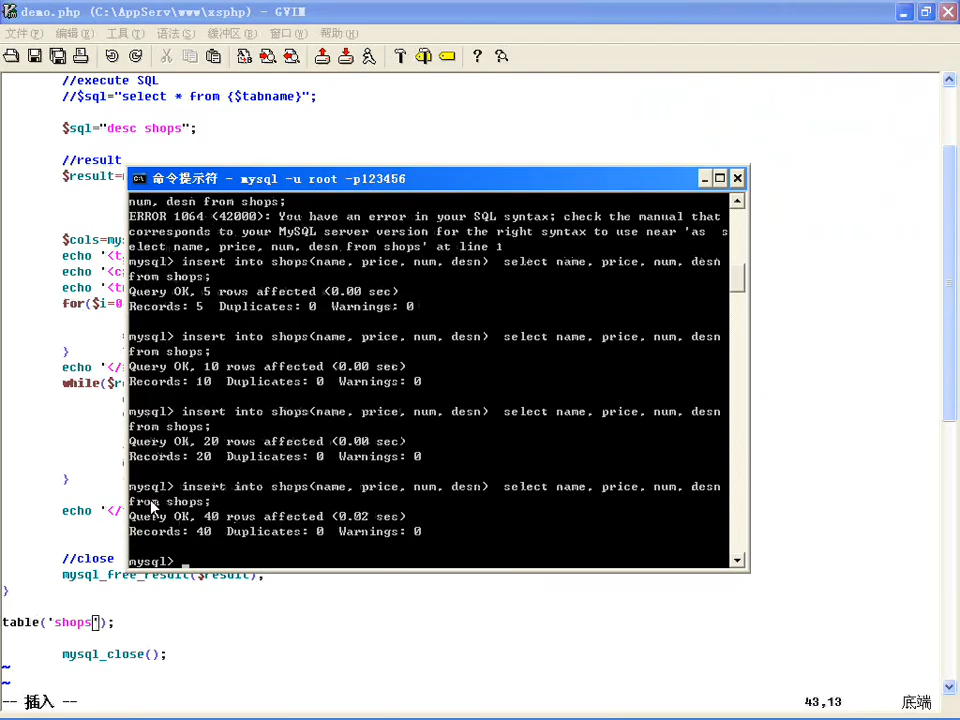 demo.php (C:\AppServ\www\xsphp) - GVIM
文件(F) 编辑(E) 工具(T) 语法(S) 缓冲区(B) 窗口(W) 帮助(H)
//execute SQL
//$sql="select * from {$tabname}";
$sql="desc shops";
//result
$result=
$cols=my
echo '<t
echo '<c
echo '<t
for($i=0
}
echo '</
while($r
}
echo '</
//close
mysql_free_result($result);
}
table('shops');
mysql_close();
~
~
-- 插入 --
43,13
底端
命令提示符 - mysql -u root -p123456
num, desn from shops;
ERROR 1064 (42000): You have an error in your SQL syntax; check the manual that
corresponds to your MySQL server version for the right syntax to use near 'as s
elect name, price, num, desn from shops' at line 1
mysql> insert into shops(name, price, num, desn) select name, price, num, desn
from shops;
Query OK, 5 rows affected (0.00 sec)
Records: 5 Duplicates: 0 Warnings: 0
mysql> insert into shops(name, price, num, desn) select name, price, num, desn
from shops;
Query OK, 10 rows affected (0.00 sec)
Records: 10 Duplicates: 0 Warnings: 0
mysql> insert into shops(name, price, num, desn) select name, price, num, desn
from shops;
Query OK, 20 rows affected (0.00 sec)
Records: 20 Duplicates: 0 Warnings: 0
mysql> insert into shops(name, price, num, desn) select name, price, num, desn
from shops;
Query OK, 40 rows affected (0.02 sec)
Records: 40 Duplicates: 0 Warnings: 0
mysql> _